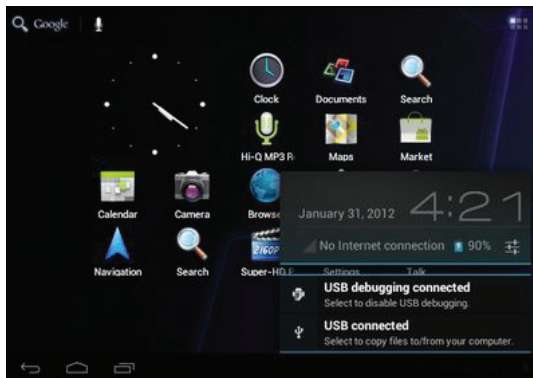 Google
Clock
Documents
Search
Hi-Q MP3 R
Maps
Market
Calendar
Camera
Browse
January 31, 2012
4:21
No Internet connection
90%
Navigation
Search
2160P
Super-HD
Settings
Talk
USB debugging connected
Select to disable USB debugging.
USB connected
Select to copy files to/from your computer.